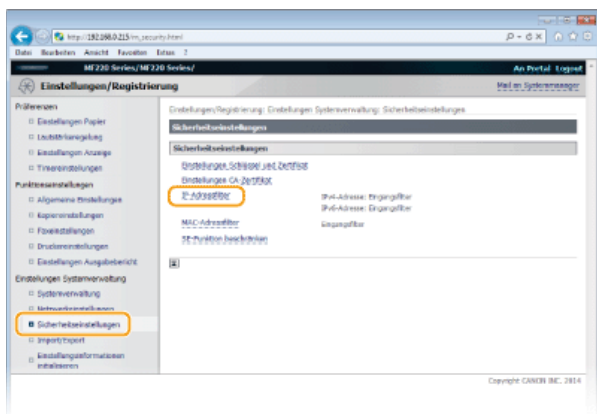 http://192.168.0.215/m_security.html
Datei Bearbeiten Ansicht Favoriten Extras ?
MF220 Series/MF220 Series/
An Portal Logout
Einstellungen/Registrierung
Mail an Systemmanager
Präferenzen
Einstellungen Papier
Lautstärkeregelung
Einstellungen Anzeige
Timereinstellungen
Funktionseinstellungen
Allgemeine Einstellungen
Kopiereinstellungen
Faxeinstellungen
Druckereinstellungen
Einstellungen Ausgabebericht
Einstellungen Systemverwaltung
Systemverwaltung
Netzwerkeinstellungen
Sicherheitseinstellungen
Import/Export
Einstellungsinformationen initialisieren
Einstellungen/Registrierung: Einstellungen Systemverwaltung: Sicherheitseinstellungen
Sicherheitseinstellungen
Sicherheitseinstellungen
Einstellungen Schlüssel und Zertifikat
Einstellungen CA-Zertifikat
IP-Adressfilter
IPv4-Adresse: Eingangsfilter
IPv6-Adresse: Eingangsfilter
MAC-Adressfilter
Eingangsfilter
SE-Funktion beschränken
Copyright CANON INC. 2014